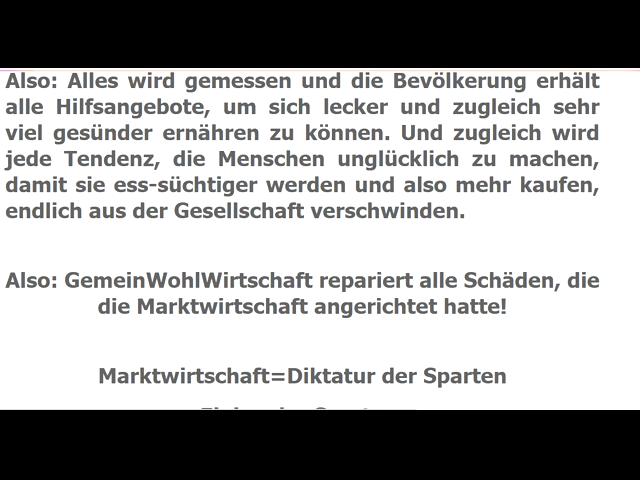 Also: Alles wird gemessen und die Bevölkerung erhält
alle Hilfsangebote, um sich lecker und zugleich sehr
viel gesünder ernähren zu können. Und zugleich wird
jede Tendenz, die Menschen unglücklich zu machen,
damit sie ess-süchtiger werden und also mehr kaufen,
endlich aus der Gesellschaft verschwinden.
Also: GemeinWohlWirtschaft repariert alle Schäden, die
die Marktwirtschaft angerichtet hatte!
Marktwirtschaft=Diktatur der Sparten